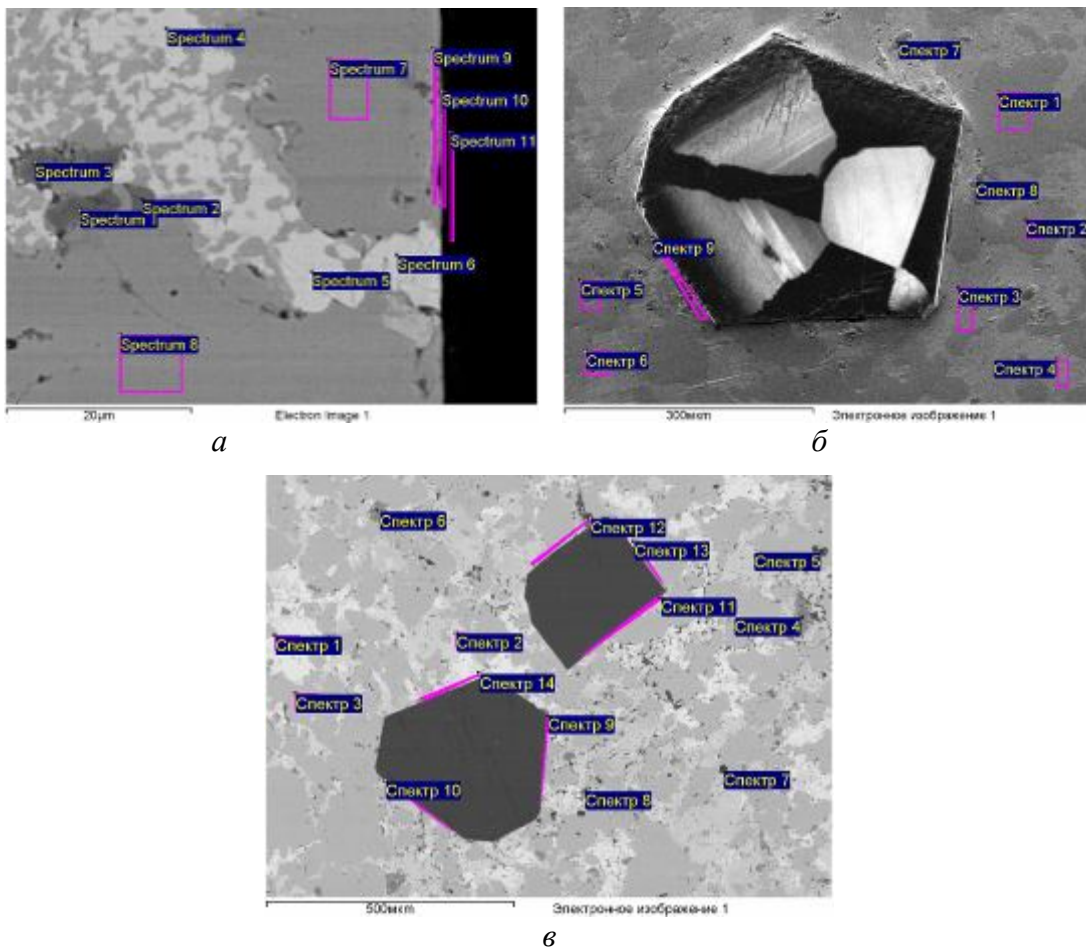 Spectrum 4
Spectrum 7
Spectrum 9
Spectrum 10
Spectrum 11
Spectrum 3
Spectrum 2
Spectrum 1
Spectrum 6
Spectrum 5
Spectrum 8
20μm
Electron Image 1
а
Спектр 7
Спектр 1
Спектр 8
Спектр 2
Спектр 9
Спектр 5
Спектр 3
Спектр 6
Спектр 4
300мкm
Электронное изображение 1
б
Спектр 6
Спектр 12
Спектр 13
Спектр 5
Спектр 11
Спектр 4
Спектр 1
Спектр 2
Спектр 14
Спектр 3
Спектр 9
Спектр 7
Спектр 10
Спектр 8
500мкm
Электронное изображение 1
в